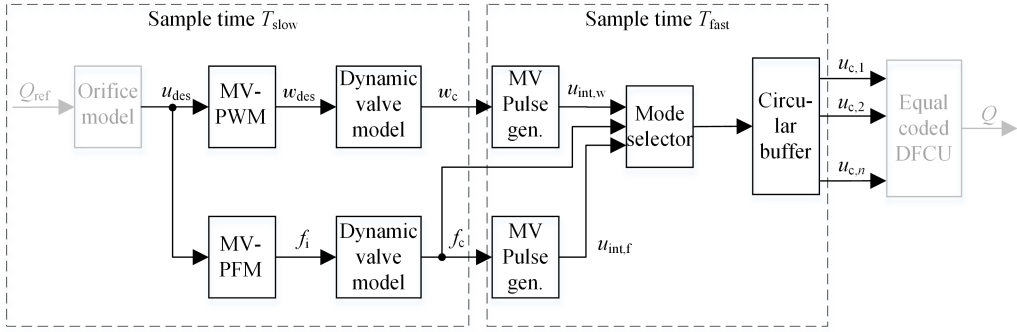 Sample time Tslow
Sample time Tfast
Qref
Orifice
model
udes
MV-
PWM
wdes
Dynamic
valve
model
wc
MV
Pulse
gen.
uint,w
Mode
selector
Circu-
lar
buffer
uc,1
uc,2
uc,n
Equal
coded
DFCU
Q
MV-
PFM
fi
Dynamic
valve
model
fc
MV
Pulse
gen.
uint,f